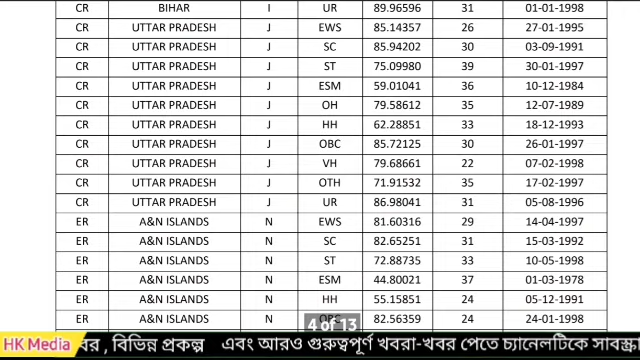 CR BIHAR I UR 89.96596 31 01-01-1998
CR UTTAR PRADESH J EWS 85.14357 26 27-01-1995
CR UTTAR PRADESH J SC 85.94202 30 03-09-1991
CR UTTAR PRADESH J ST 75.09980 39 30-01-1997
CR UTTAR PRADESH J ESM 59.01041 36 10-12-1984
CR UTTAR PRADESH J OH 79.58612 35 12-07-1989
CR UTTAR PRADESH J HH 62.28851 33 18-12-1993
CR UTTAR PRADESH J OBC 85.72125 30 26-01-1997
CR UTTAR PRADESH J VH 79.68661 22 07-02-1998
CR UTTAR PRADESH J OTH 71.91532 35 17-02-1997
CR UTTAR PRADESH J UR 86.98041 31 05-08-1996
ER A&N ISLANDS N EWS 81.60316 29 14-04-1997
ER A&N ISLANDS N SC 82.65251 31 15-03-1992
ER A&N ISLANDS N ST 72.88735 33 10-05-1998
ER A&N ISLANDS N ESM 44.80021 37 01-03-1978
ER A&N ISLANDS N HH 55.15851 24 05-12-1991
ER A&N ISLANDS N OBC 82.56359 24 24-01-1998
4 of 13
HK Media বিভিন্ন প্রকল্প এবং আরও গুরুত্বপূর্ণ খবরা-খবর পেতে চ্যানেলটিকে